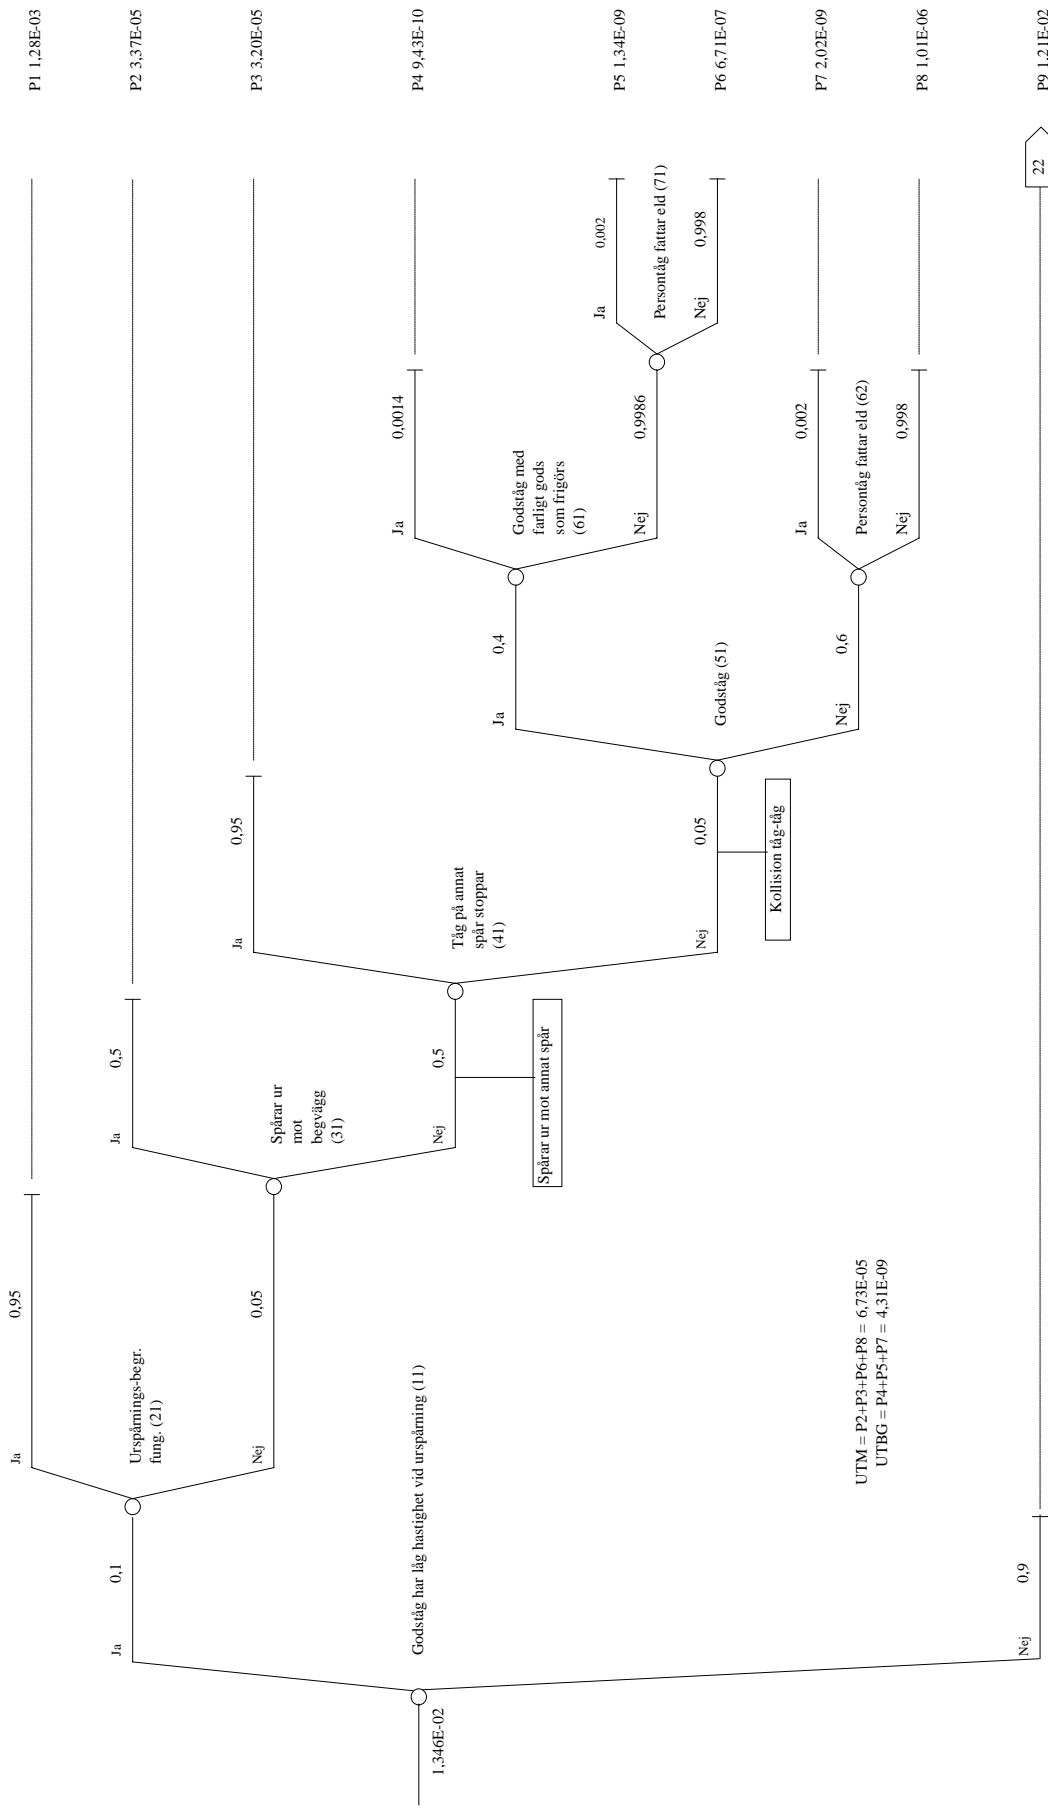 1,346E-02
Godståg har låg hastighet vid urspårning (11)
Ja
0,1
Nej
0,9
Urspårnings-begr.
fung. (21)
Ja
0,95
Nej
0,05
Spårar ur
mot
begvägg
(31)
Ja
0,5
Nej
0,5
Spårar ur mot annat spår
Tåg på annat
spår stoppar
(41)
Ja
0,95
Nej
0,05
Kollision tåg-tåg
Godståg (51)
Ja
0,4
Nej
0,6
Godståg med
farligt gods
som frigörs
(61)
Ja
0,0014
Nej
0,9986
Persontåg fattar eld (71)
Ja
0,002
Nej
0,998
Persontåg fattar eld (62)
Ja
0,002
Nej
0,998
22
P1 1,28E-03
P2 3,37E-05
P3 3,20E-05
P4 9,43E-10
P5 1,34E-09
P6 6,71E-07
P7 2,02E-09
P8 1,01E-06
P9 1,21E-02
UTM = P2+P3+P6+P8 = 6,73E-05
UTBG = P4+P5+P7 = 4,31E-09